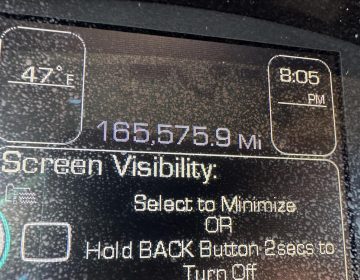 47° F
8:05
PM
165,575.9 Mi
Screen Visibility:
Select to Minimize
OR
Hold BACK Button 2secs to
Turn Off